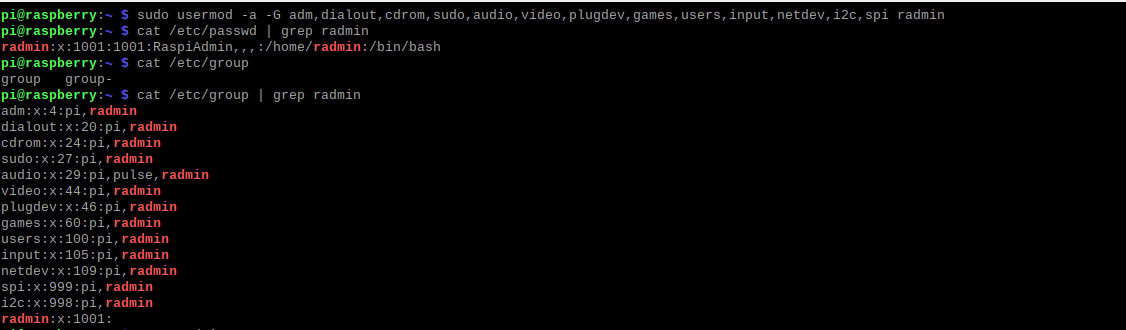 pi@raspberry:~ $ sudo usermod -a -G adm,dialout,cdrom,sudo,audio,video,plugdev,games,users,input,netdev,i2c,spi radmin
pi@raspberry:~ $ cat /etc/passwd | grep radmin
radmin:x:1001:1001:RaspiAdmin,,,:/home/radmin:/bin/bash
pi@raspberry:~ $ cat /etc/group
group   group-
pi@raspberry:~ $ cat /etc/group | grep radmin
adm:x:4:pi,radmin
dialout:x:20:pi,radmin
cdrom:x:24:pi,radmin
sudo:x:27:pi,radmin
audio:x:29:pi,pulse,radmin
video:x:44:pi,radmin
plugdev:x:46:pi,radmin
games:x:60:pi,radmin
users:x:100:pi,radmin
input:x:105:pi,radmin
netdev:x:109:pi,radmin
spi:x:999:pi,radmin
i2c:x:998:pi,radmin
radmin:x:1001: